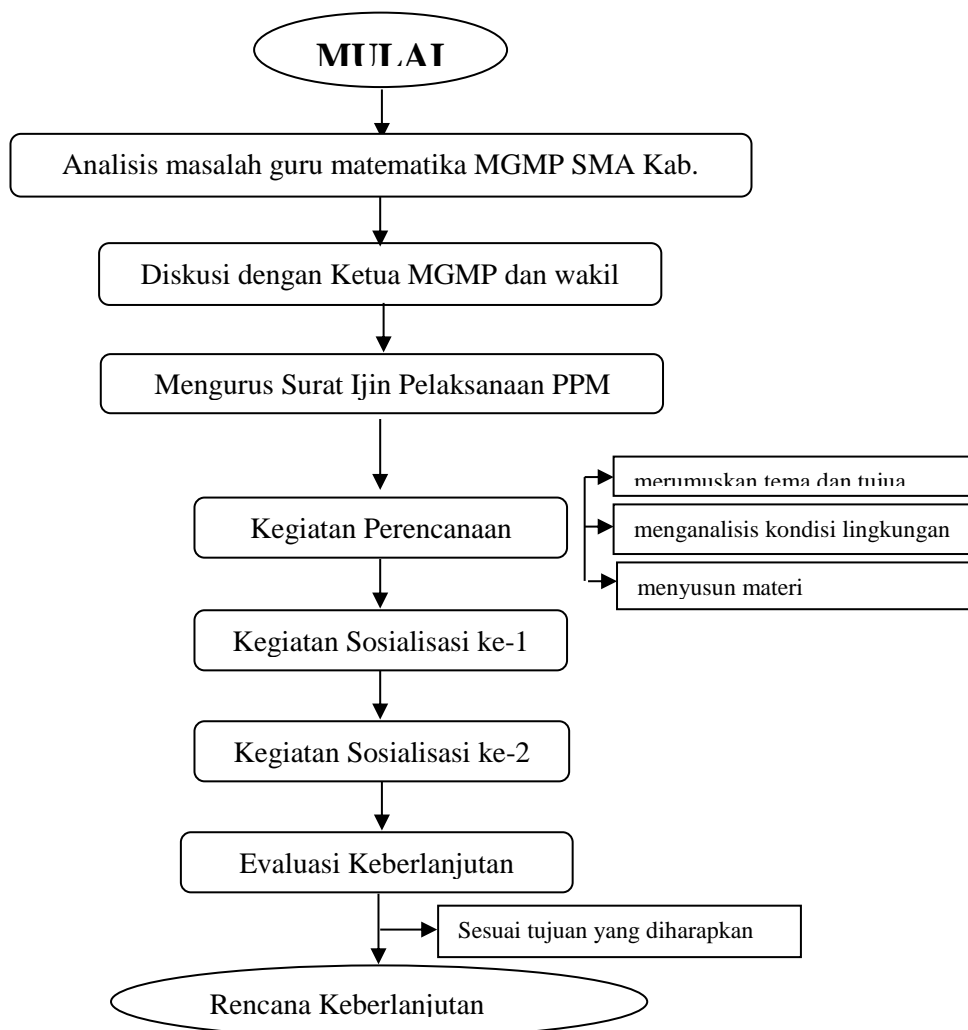 MULAI
Analisis masalah guru matematika MGMP SMA Kab.
Diskusi dengan Ketua MGMP dan wakil
Mengurus Surat Ijin Pelaksanaan PPM
Kegiatan Perencanaan
merumuskan tema dan tujua
menganalisis kondisi lingkungan
menyusun materi
Kegiatan Sosialisasi ke-1
Kegiatan Sosialisasi ke-2
Evaluasi Keberlanjutan
Sesuai tujuan yang diharapkan
Rencana Keberlanjutan